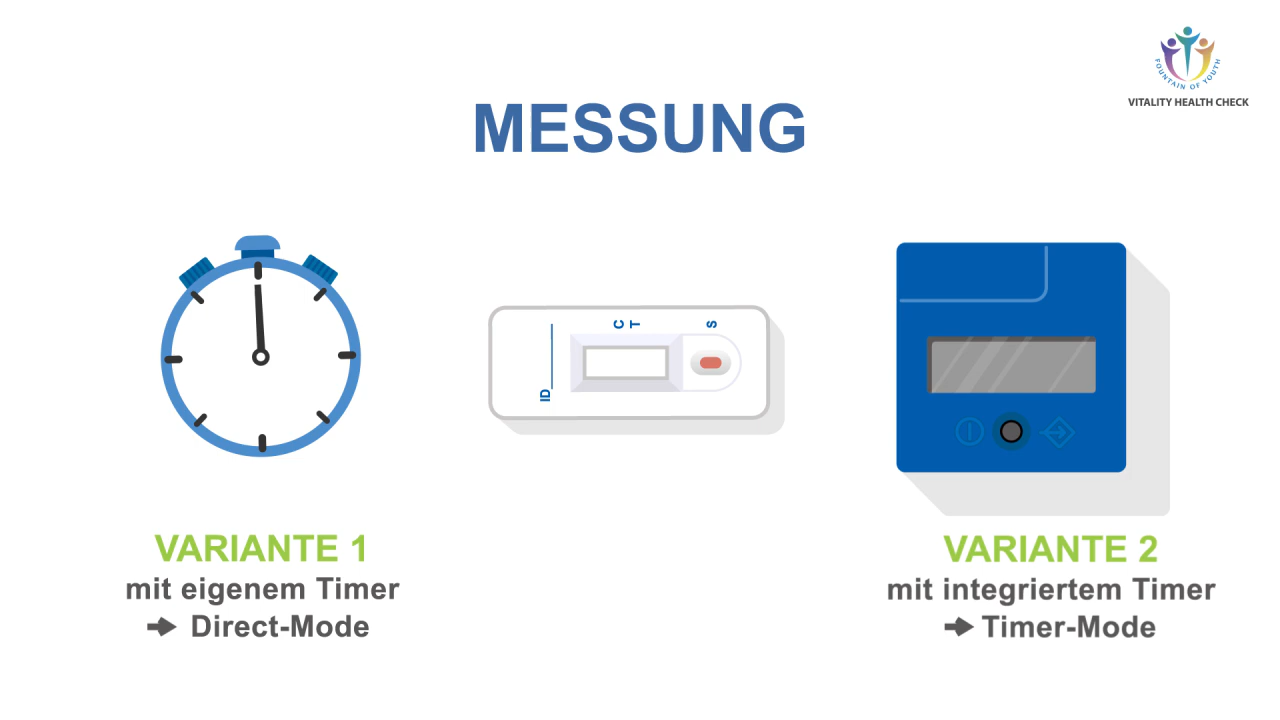 FOUNTAIN OF YOUTH
VITALITY HEALTH CHECK
MESSUNG
C
T
S
ID
VARIANTE 1
mit eigenem Timer
Direct-Mode
VARIANTE 2
mit integriertem Timer
Timer-Mode